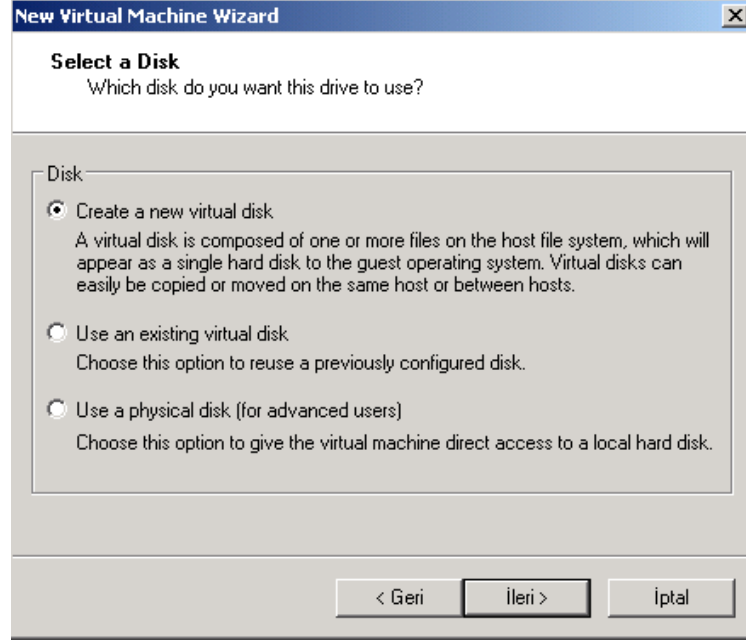 New Virtual Machine Wizard
Select a Disk
Which disk do you want this drive to use?
Disk
Create a new virtual disk
A virtual disk is composed of one or more files on the host file system, which will
appear as a single hard disk to the guest operating system. Virtual disks can
easily be copied or moved on the same host or between hosts.
Use an existing virtual disk
Choose this option to reuse a previously configured disk.
Use a physical disk (for advanced users)
Choose this option to give the virtual machine direct access to a local hard disk.
< Geri
İleri >
İptal